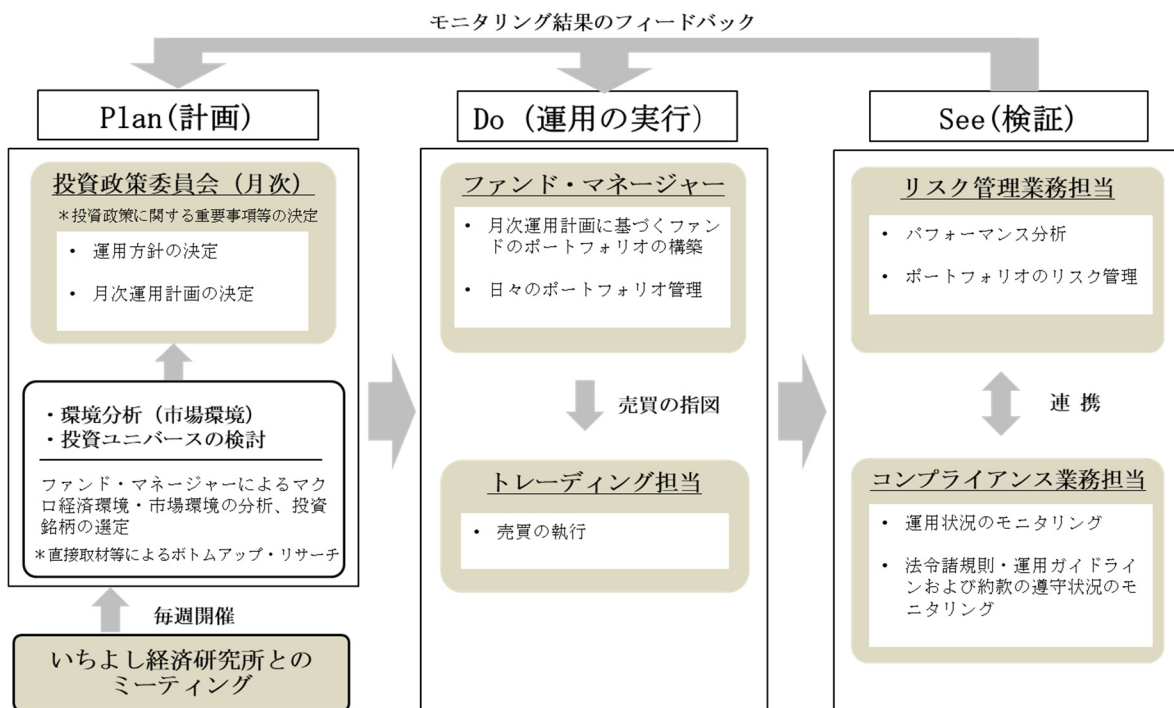 モニタリング結果のフィードバック
Plan(計画)
投資政策委員会（月次）
＊投資政策に関する重要事項等の決定
• 運用方針の決定
• 月次運用計画の決定
・環境分析（市場環境）
・投資ユニバースの検討
ファンド・マネージャーによるマク
ロ経済環境・市場環境の分析、投資
銘柄の選定
＊直接取材等によるボトムアップ・リサーチ
毎週開催
いちよし経済研究所との
ミーティング
Do（運用の実行）
ファンド・マネージャー
• 月次運用計画に基づくファン
ドのポートフォリオの構築
• 日々のポートフォリオ管理
売買の指図
トレーディング担当
• 売買の執行
See(検証)
リスク管理業務担当
• パフォーマンス分析
• ポートフォリオのリスク管理
連 携
コンプライアンス業務担当
• 運用状況のモニタリング
• 法令諸規則・運用ガイドライ
ンおよび約款の遵守状況のモ
ニタリング